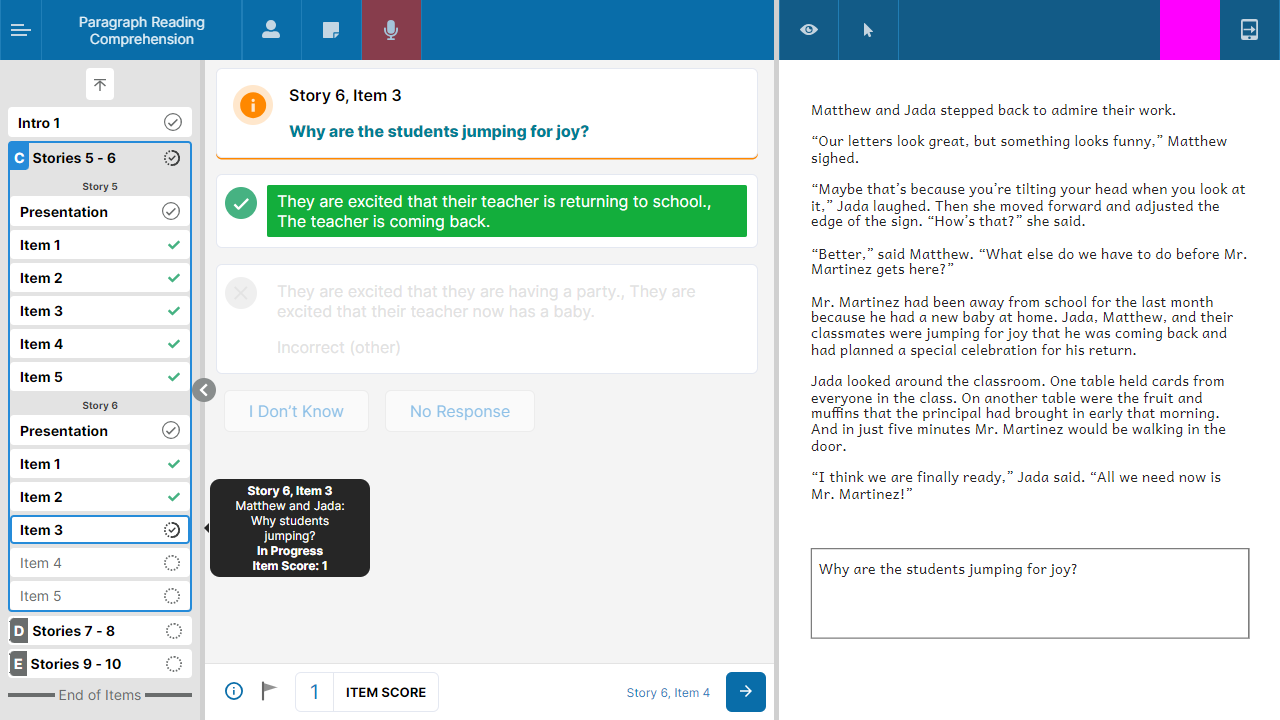 Paragraph Reading
Comprehension
Intro 1
C Stories 5 - 6
Story 5
Presentation
Item 1
Item 2
Item 3
Item 4
Item 5
Story 6
Presentation
Item 1
Item 2
Item 3
Item 4
Item 5
D Stories 7 - 8
E Stories 9 - 10
End of Items
Story 6, Item 3
Why are the students jumping for joy?
They are excited that their teacher is returning to school.,
The teacher is coming back.
They are excited that they are having a party., They are
excited that their teacher now has a baby.
Incorrect (other)
I Don’t Know
No Response
Story 6, Item 3
Matthew and Jada:
Why students
jumping?
In Progress
Item Score: 1
1 ITEM SCORE
Story 6, Item 4
Matthew and Jada stepped back to admire their work.
“Our letters look great, but something looks funny,” Matthew
sighed.
“Maybe that’s because you’re tilting your head when you look at
it,” Jada laughed. Then she moved forward and adjusted the
edge of the sign. “How’s that?” she said.
“Better,” said Matthew. “What else do we have to do before Mr.
Martinez gets here?”
Mr. Martinez had been away from school for the last month
because he had a new baby at home. Jada, Matthew, and their
classmates were jumping for joy that he was coming back and
had planned a special celebration for his return.
Jada looked around the classroom. One table held cards from
everyone in the class. On another table were the fruit and
muffins that the principal had brought in early that morning.
And in just five minutes Mr. Martinez would be walking in the
door.
“I think we are finally ready,” Jada said. “All we need now is
Mr. Martinez!”
Why are the students jumping for joy?